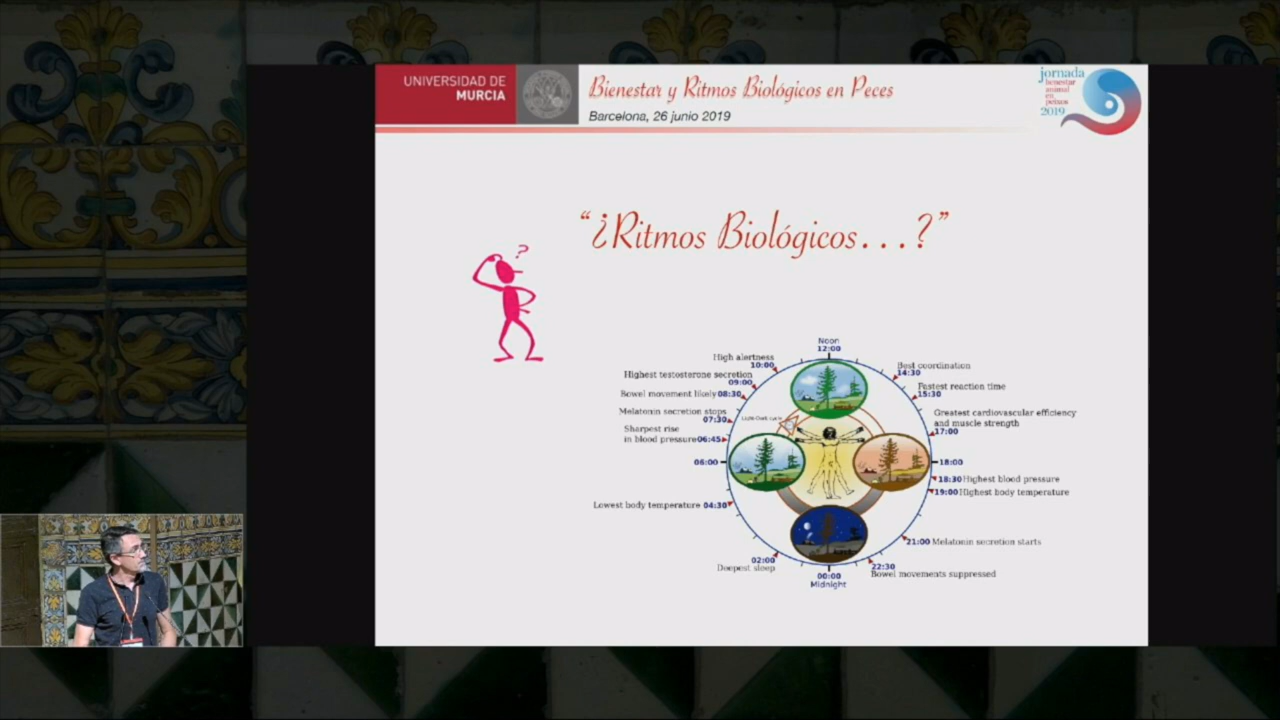 UNIVERSIDAD DE
MURCIA
Bienestar y Ritmos Biológicos en Peces
Barcelona, 26 junio 2019
jornada
benestar
animal
en
peixos
2019
“¿Ritmos Biológicos...?”
?
Noon
12:00
High alertness
10:00
Highest testosterone secretion
09:00
Bowel movement likely 08:30
Melatonin secretion stops
07:30
Sharpest rise
in blood pressure 06:45
06:00
Lowest body temperature 04:30
02:00
Deepest sleep
00:00
Midnight
Best coordination
14:30
Fastest reaction time
15:30
Greatest cardiovascular efficiency
and muscle strength
17:00
18:00
18:30 Highest blood pressure
19:00 Highest body temperature
21:00 Melatonin secretion starts
22:30
Bowel movements suppressed